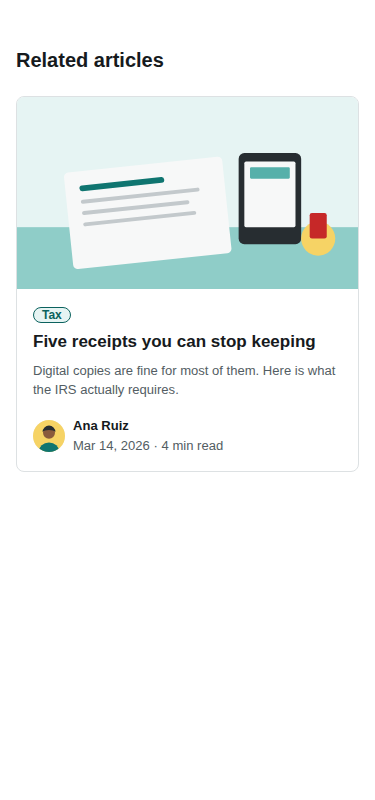 Related articles
Tax
Five receipts you can stop keeping
Digital copies are fine for most of them. Here is what
the IRS actually requires.
Ana Ruiz
Mar 14, 2026 · 4 min read